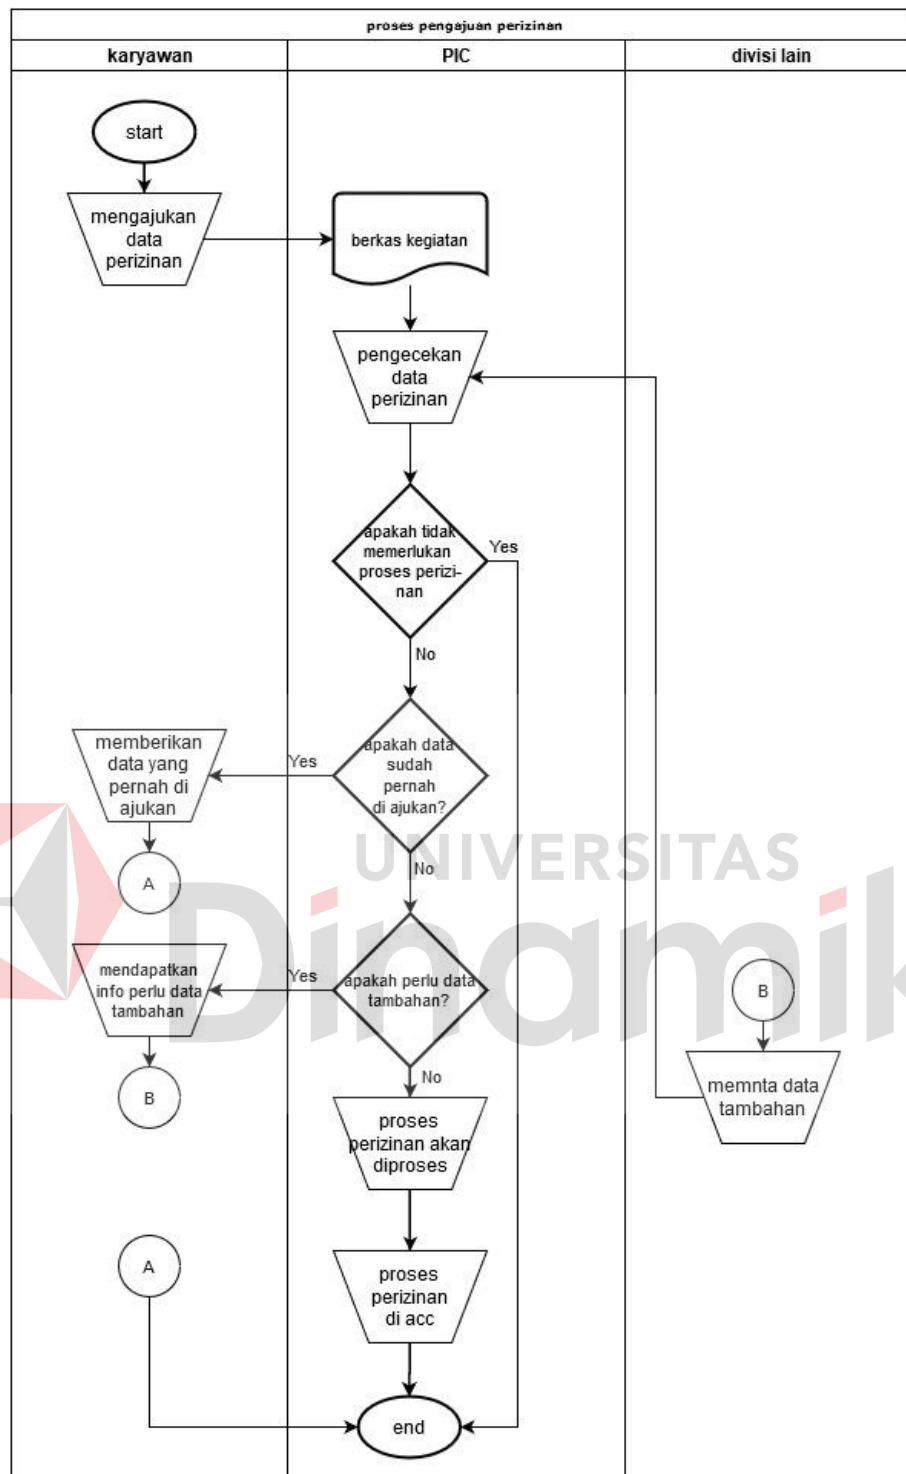 proses pengajuan perizinan
karyawan
PIC
divisi lain
start
mengajukan
data
perizinan
berkas kegiatan
pengecekan
data
perizinan
apakah tidak
memerlukan
proses perizi-
nan
Yes
No
memberikan
data yang
pernah di
ajukan
Yes
apakah data
sudah
pernah
di ajukan?
A
No
UNIVERSITAS
Dinamik
mendapatkan
info perlu data
tambahan
Yes
apakah perlu data
tambahan?
B
B
No
memnta data
tambahan
proses
perizinan akan
diproses
A
proses
perizinan
di acc
end